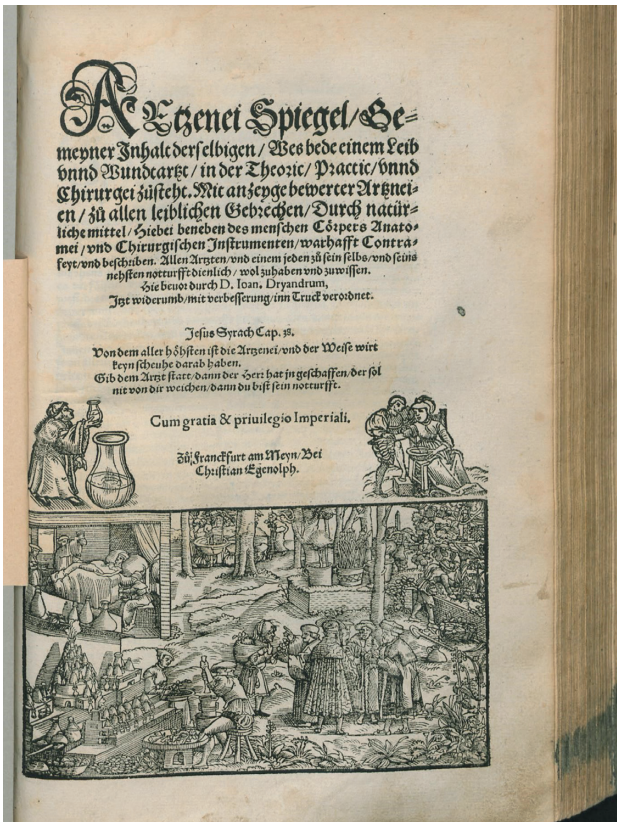 AEtzenei Spiegel/Ge=
meyner Inhalt derselbigen / Wes bede einem Leib
vnnd Wundtartzt / in der Theoric / Practic / vnnd
Chirurgei zůsteht. Mit anzeyge bewerter Artznei-
en / zů allen leiblichen Gebrechen / Durch natür-
liche mittel / Hiebei beneben des menschen Cörpers Anato-
mei / vnd Chirurgischen Instrumenten / warhafft Contra-
feyt / vnd beschriben. Allen Artzten / vnd einem jeden zů sein selbs / vnd seins
nehsten notturfft dienlich / wol zuhaben vnd zuwissen.
Hie beuor durch D. Ioan. Dryandrum,
Itzt widerumb / mit verbesserung / inn Truck verordnet.
Jesus Syrach Cap. 38.
Von dem aller höhsten ist die Artzenei / vnd der Weise wirt
keyn scheuhe darab haben.
Gib dem Artzt statt / dann der Herr hat jn geschaffen / der sol
nit von dir weichen / dann du bist sein notturfft.
Cum gratia & priuilegio Imperiali.
Zů Franckfurt am Meyn / Bei
Christian Egenolph.